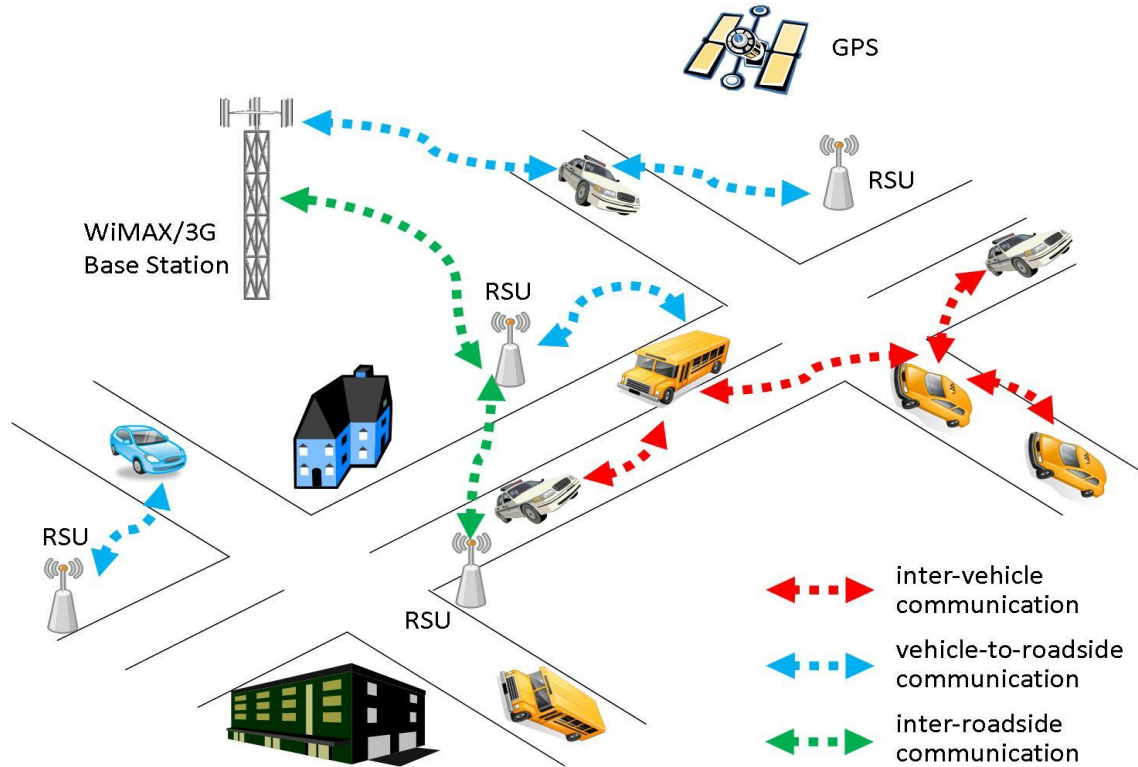 GPS
RSU
WiMAX/3G
Base Station
RSU
RSU
RSU
inter-vehicle
communication
vehicle-to-roadside
communication
inter-roadside
communication